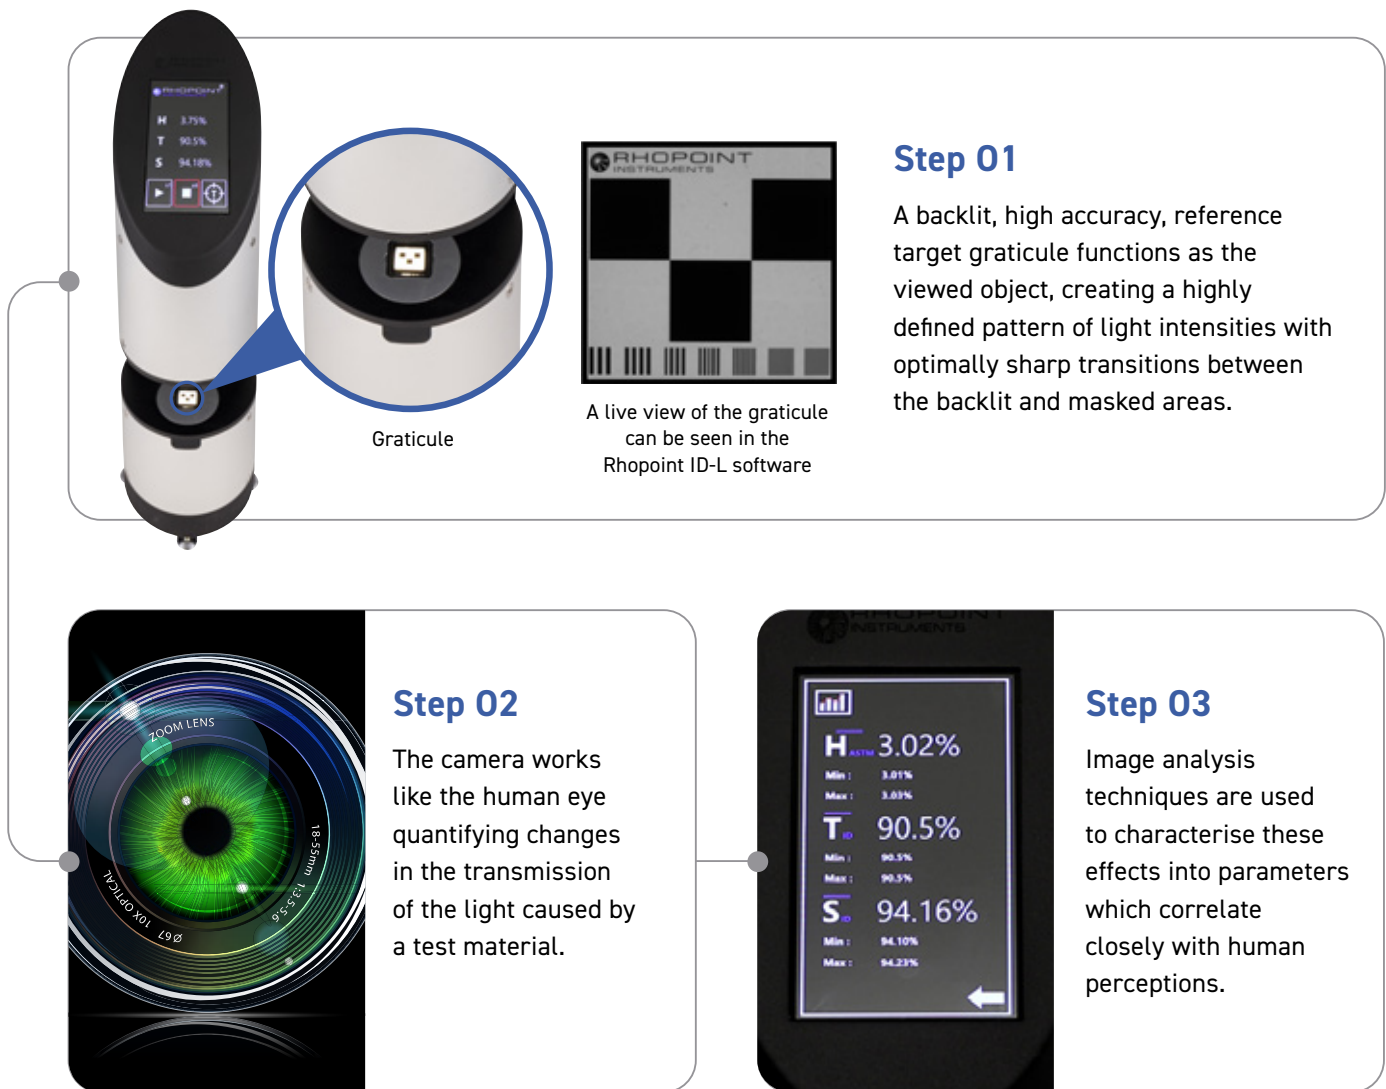 RHOPOINT
H 3.75%
T 90.5%
S 94.18%
Graticule
RHOPOINT
INSTRUMENTS
A live view of the graticule
can be seen in the
Rhopoint ID-L software
Step 01
A backlit, high accuracy, reference
target graticule functions as the
viewed object, creating a highly
defined pattern of light intensities with
optimally sharp transitions between
the backlit and masked areas.
ZOOM LENS
18-55mm 1:3.5-5.6
Ø 67 10X OPTICAL
Step 02
The camera works
like the human eye
quantifying changes
in the transmission
of the light caused by
a test material.
RHOPOINT
INSTRUMENTS
H ASTM 3.02%
Min : 3.01%
Max : 3.03%
T ID 90.5%
Min : 90.5%
Max : 90.5%
S ID 94.16%
Min : 94.10%
Max : 94.23%
Step 03
Image analysis
techniques are used
to characterise these
effects into parameters
which correlate
closely with human
perceptions.